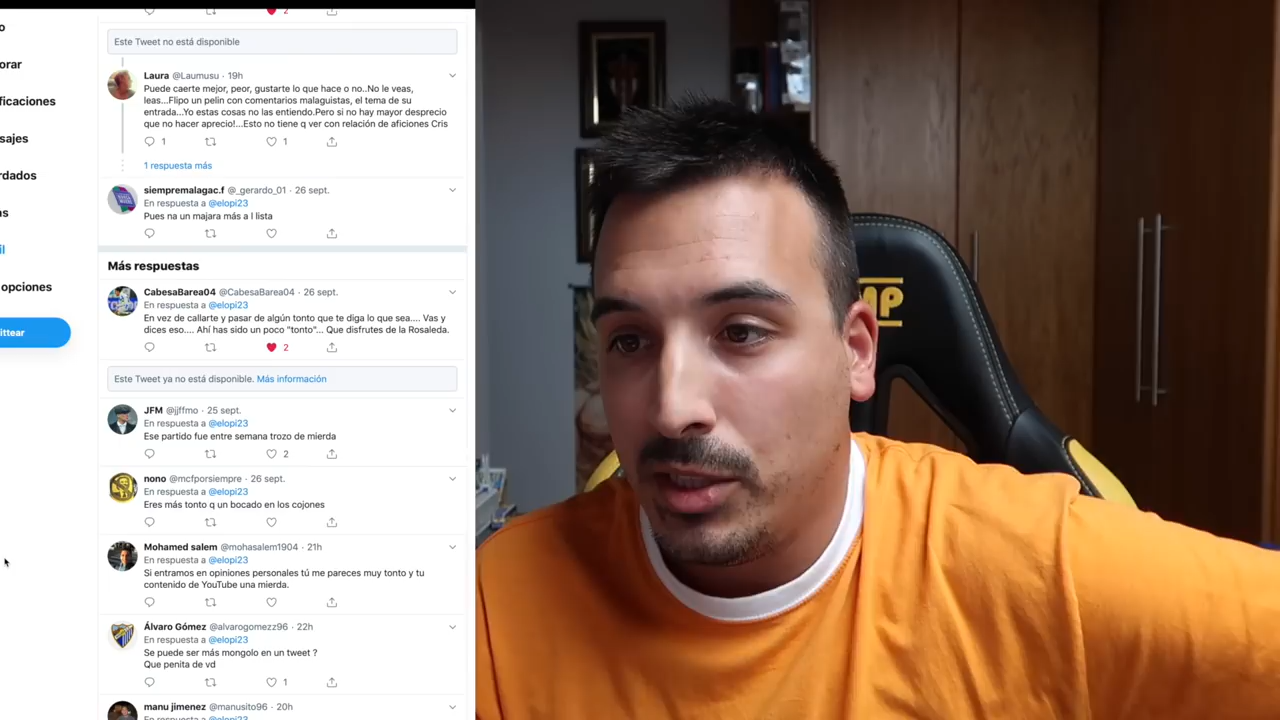 2
Este Tweet no está disponible
Laura @Laumusu · 19h
Puede caerte mejor, peor, gustarte lo que hace o no..No le veas,
leas...Flipo un pelin con comentarios malaguistas, el tema de su
entrada...Yo estas cosas no las entiendo.Pero si no hay mayor desprecio
que no hacer aprecio!...Esto no tiene q ver con relación de aficiones Cris
1 1
1 respuesta más
siempremalagac.f @_gerardo_01 · 26 sept.
En respuesta a @elopi23
Pues na un majara más a l lista
Más respuestas
CabesaBarea04 @CabesaBarea04 · 26 sept.
En respuesta a @elopi23
En vez de callarte y pasar de algún tonto que te diga lo que sea.... Vas y
dices eso.... Ahí has sido un poco "tonto"... Que disfrutes de la Rosaleda.
2
Este Tweet ya no está disponible. Más información
JFM @jjffmo · 25 sept.
En respuesta a @elopi23
Ese partido fue entre semana trozo de mierda
2
nono @mcfporsiempre · 26 sept.
En respuesta a @elopi23
Eres más tonto q un bocado en los cojones
Mohamed salem @mohasalem1904 · 21h
En respuesta a @elopi23
Si entramos en opiniones personales tú me pareces muy tonto y tu
contenido de YouTube una mierda.
Álvaro Gómez @alvarogomezz96 · 22h
En respuesta a @elopi23
Se puede ser más mongolo en un tweet ?
Que penita de vd
1
manu jimenez @manusito96 · 20h
En respuesta a @elopi23
o
orar
ficaciones
sajes
rdados
s
il
opciones
ittear
MP